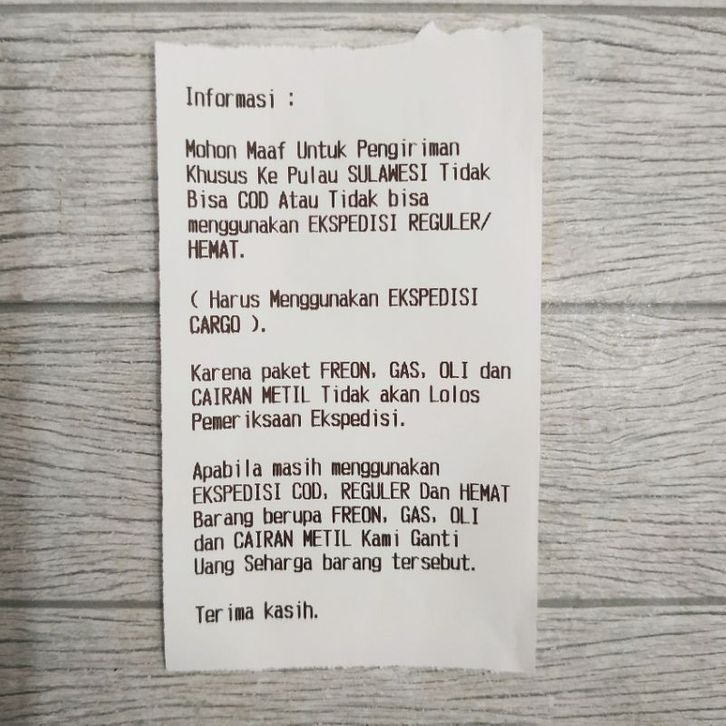 Informasi :
Mohon Maaf Untuk Pengiriman
Khusus Ke Pulau SULAWESI Tidak
Bisa COD Atau Tidak bisa
menggunakan EKSPEDISI REGULER/
HEMAT.
( Harus Menggunakan EKSPEDISI
CARGO ).
Karena paket FREON, GAS, OLI dan
CAIRAN METIL Tidak akan Lolos
Pemeriksaan Ekspedisi.
Apabila masih menggunakan
EKSPEDISI COD, REGULER Dan HEMAT
Barang berupa FREON, GAS, OLI
dan CAIRAN METIL Kami Ganti
Uang Seharga barang tersebut.
Terima kasih.